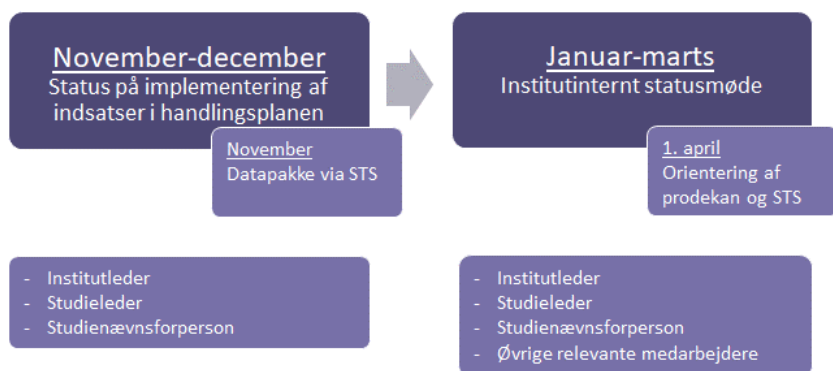 November-december
Status på implementering af
indsatser i handlingsplanen
November
Datapakke via STS
Januar-marts
Institutinternt statusmøde
1. april
Orientering af
prodekan og STS
- Institutleder
- Studieleder
- Studienævnsforperson
- Institutleder
- Studieleder
- Studienævnsforperson
- Øvrige relevante medarbejdere